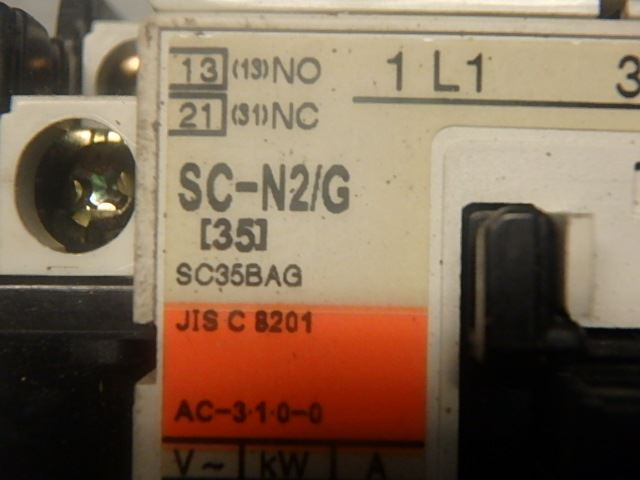 13 (13) NO 1 L1 3
21 (31) NC
SC-N2/G
[35]
SC35BAG
JIS C 8201
AC-3·1·0-0
V~ kW A